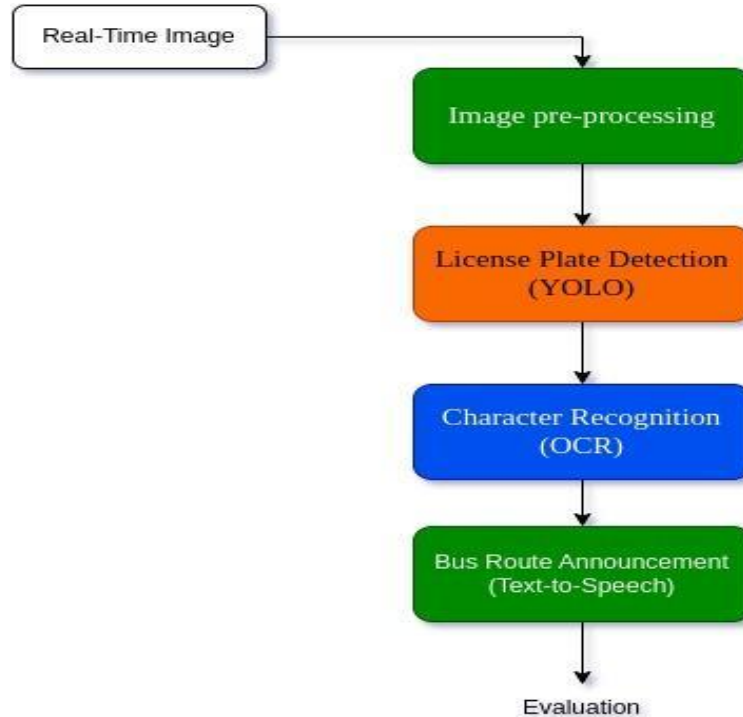 Real-Time Image
Image pre-processing
License Plate Detection
(YOLO)
Character Recognition
(OCR)
Bus Route Announcement
(Text-to-Speech)
Evaluation